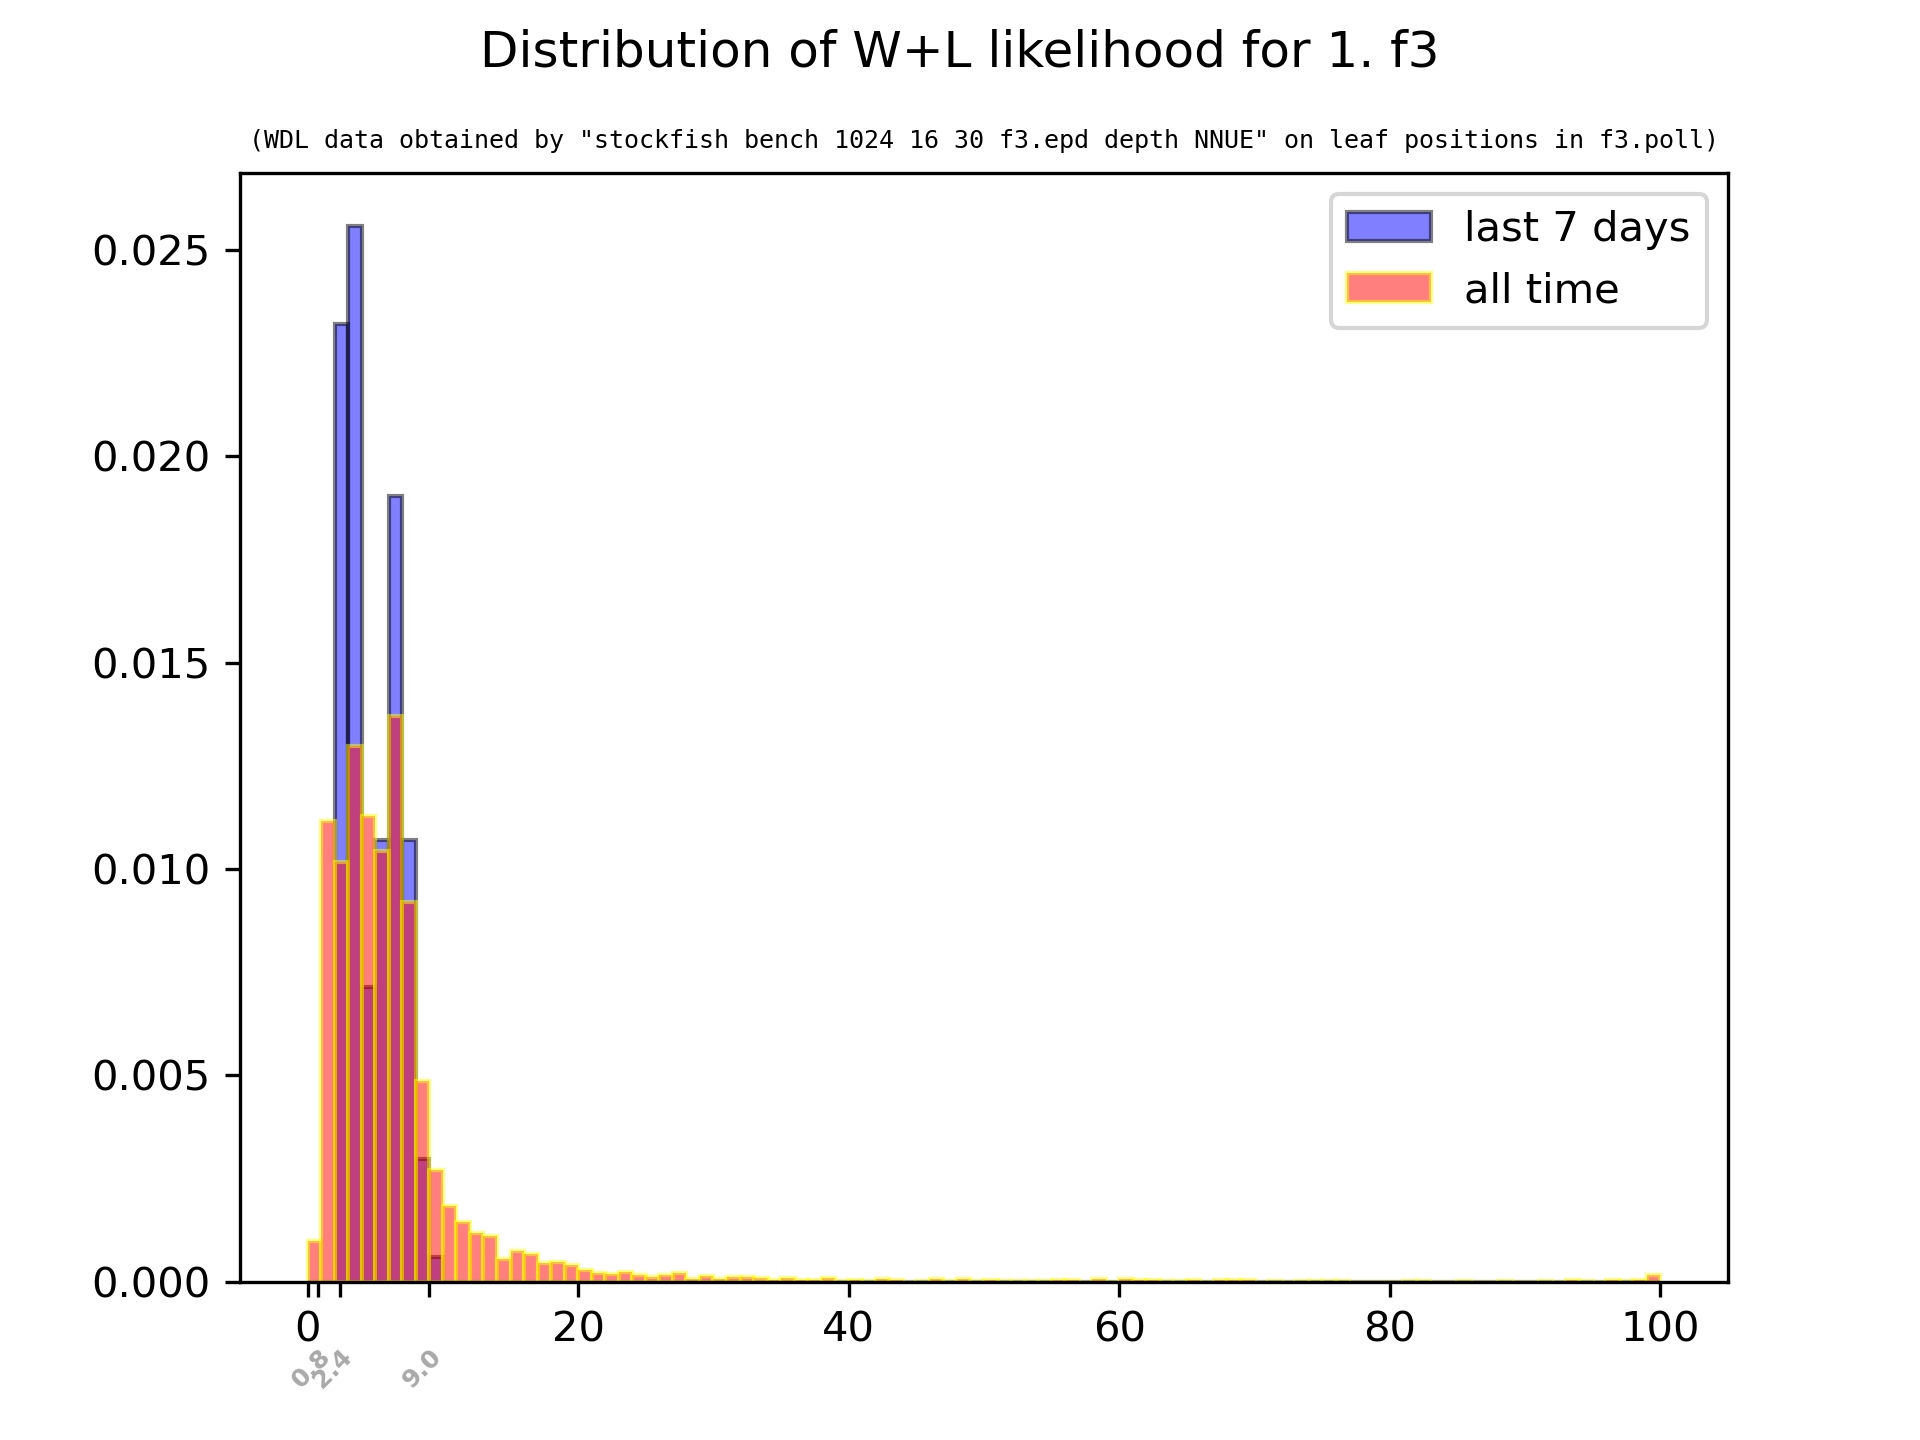 Distribution of W+L likelihood for 1. f3
(WDL data obtained by "stockfish bench 1024 16 30 f3.epd depth NNUE" on leaf positions in f3.poll)
last 7 days
all time
0.025
0.020
0.015
0.010
0.005
0.000
0 20 40 60 80 100
0.8 2.4 9.0